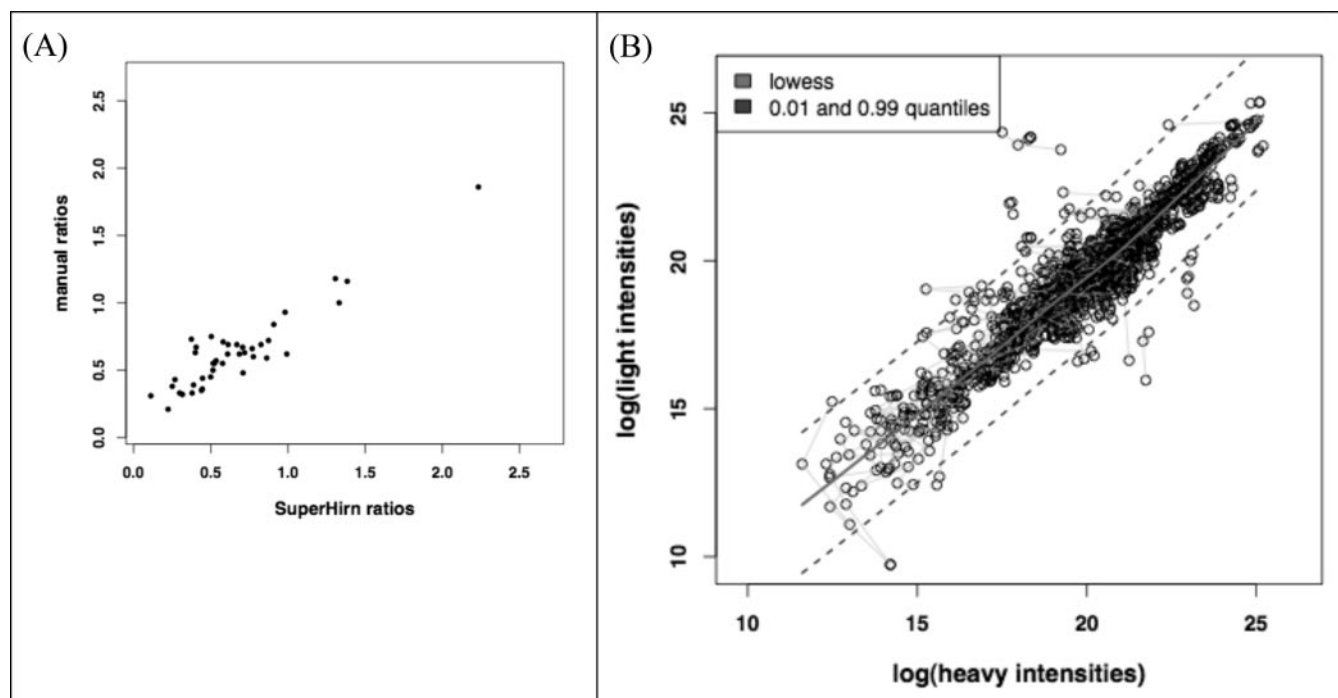 (A)
2.5
2.0
1.5
1.0
0.5
0.0
manual ratios
0.0 0.5 1.0 1.5 2.0 2.5
SuperHirn ratios
(B)
lowess
0.01 and 0.99 quantiles
25
20
15
10
log(light intensities)
10 15 20 25
log(heavy intensities)